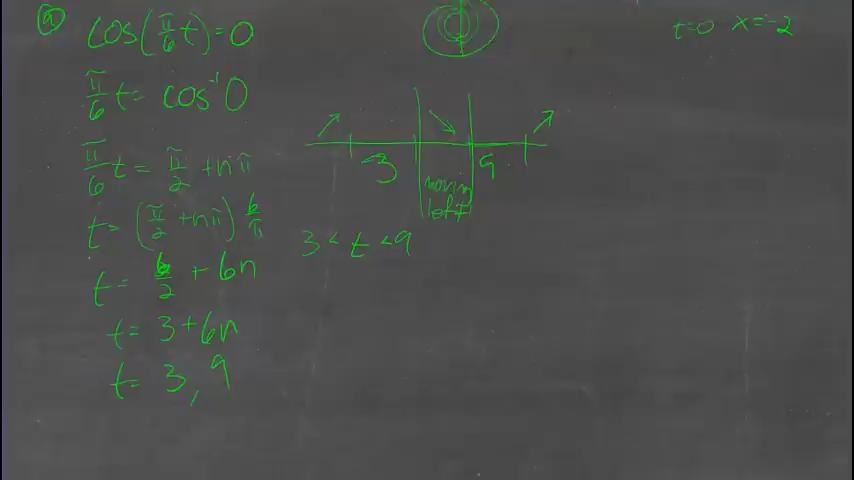 (a)
cos(π/6 t) = 0
π/6 t = cos⁻¹ 0
π/6 t = π/2 + nπ
t = (π/2 + nπ) 6/π
t = 6/2 + 6n
t = 3 + 6n
t = 3, 9
3 9
moving
left
3 < t < 9
t=0 x=-2